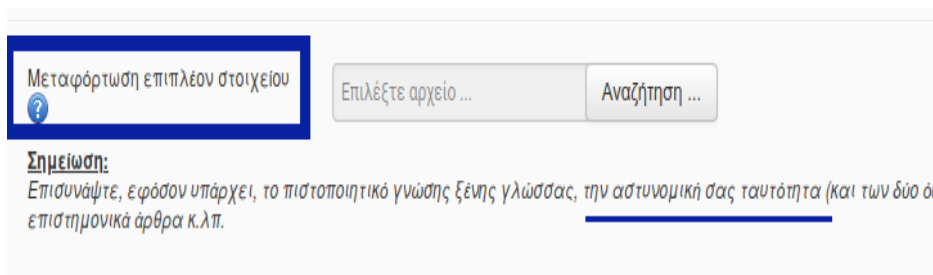 Μεταφόρτωση επιπλέον στοιχείου
?
Επιλέξτε αρχείο ...
Αναζήτηση ...
Σημείωση:
Επισυνάψτε, εφόσον υπάρχει, το πιστοποιητικό γνώσης ξένης γλώσσας, την αστυνομική σας ταυτότητα (και των δύο
επιστημονικά άρθρα κ.λπ.